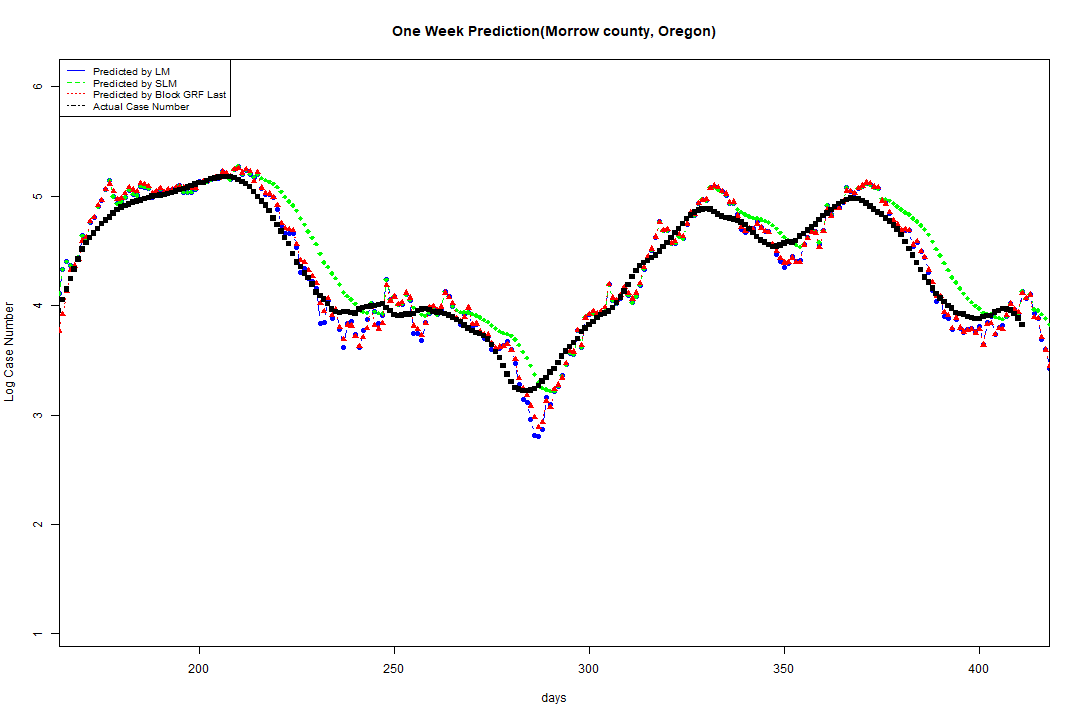 One Week Prediction(Morrow county, Oregon)
Predicted by LM
Predicted by SLM
Predicted by Block GRF Last
Actual Case Number
6
5
4
3
2
1
Log Case Number
200 250 300 350 400
days